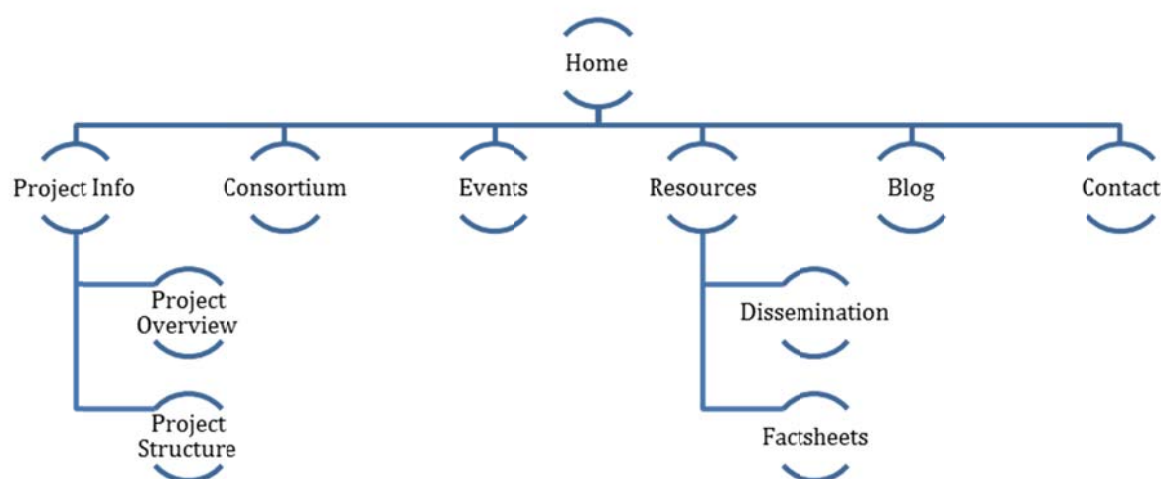 Home
Project Info
Consortium
Events
Resources
Blog
Contact
Project
Overview
Dissemination
Project
Structure
Factsheets